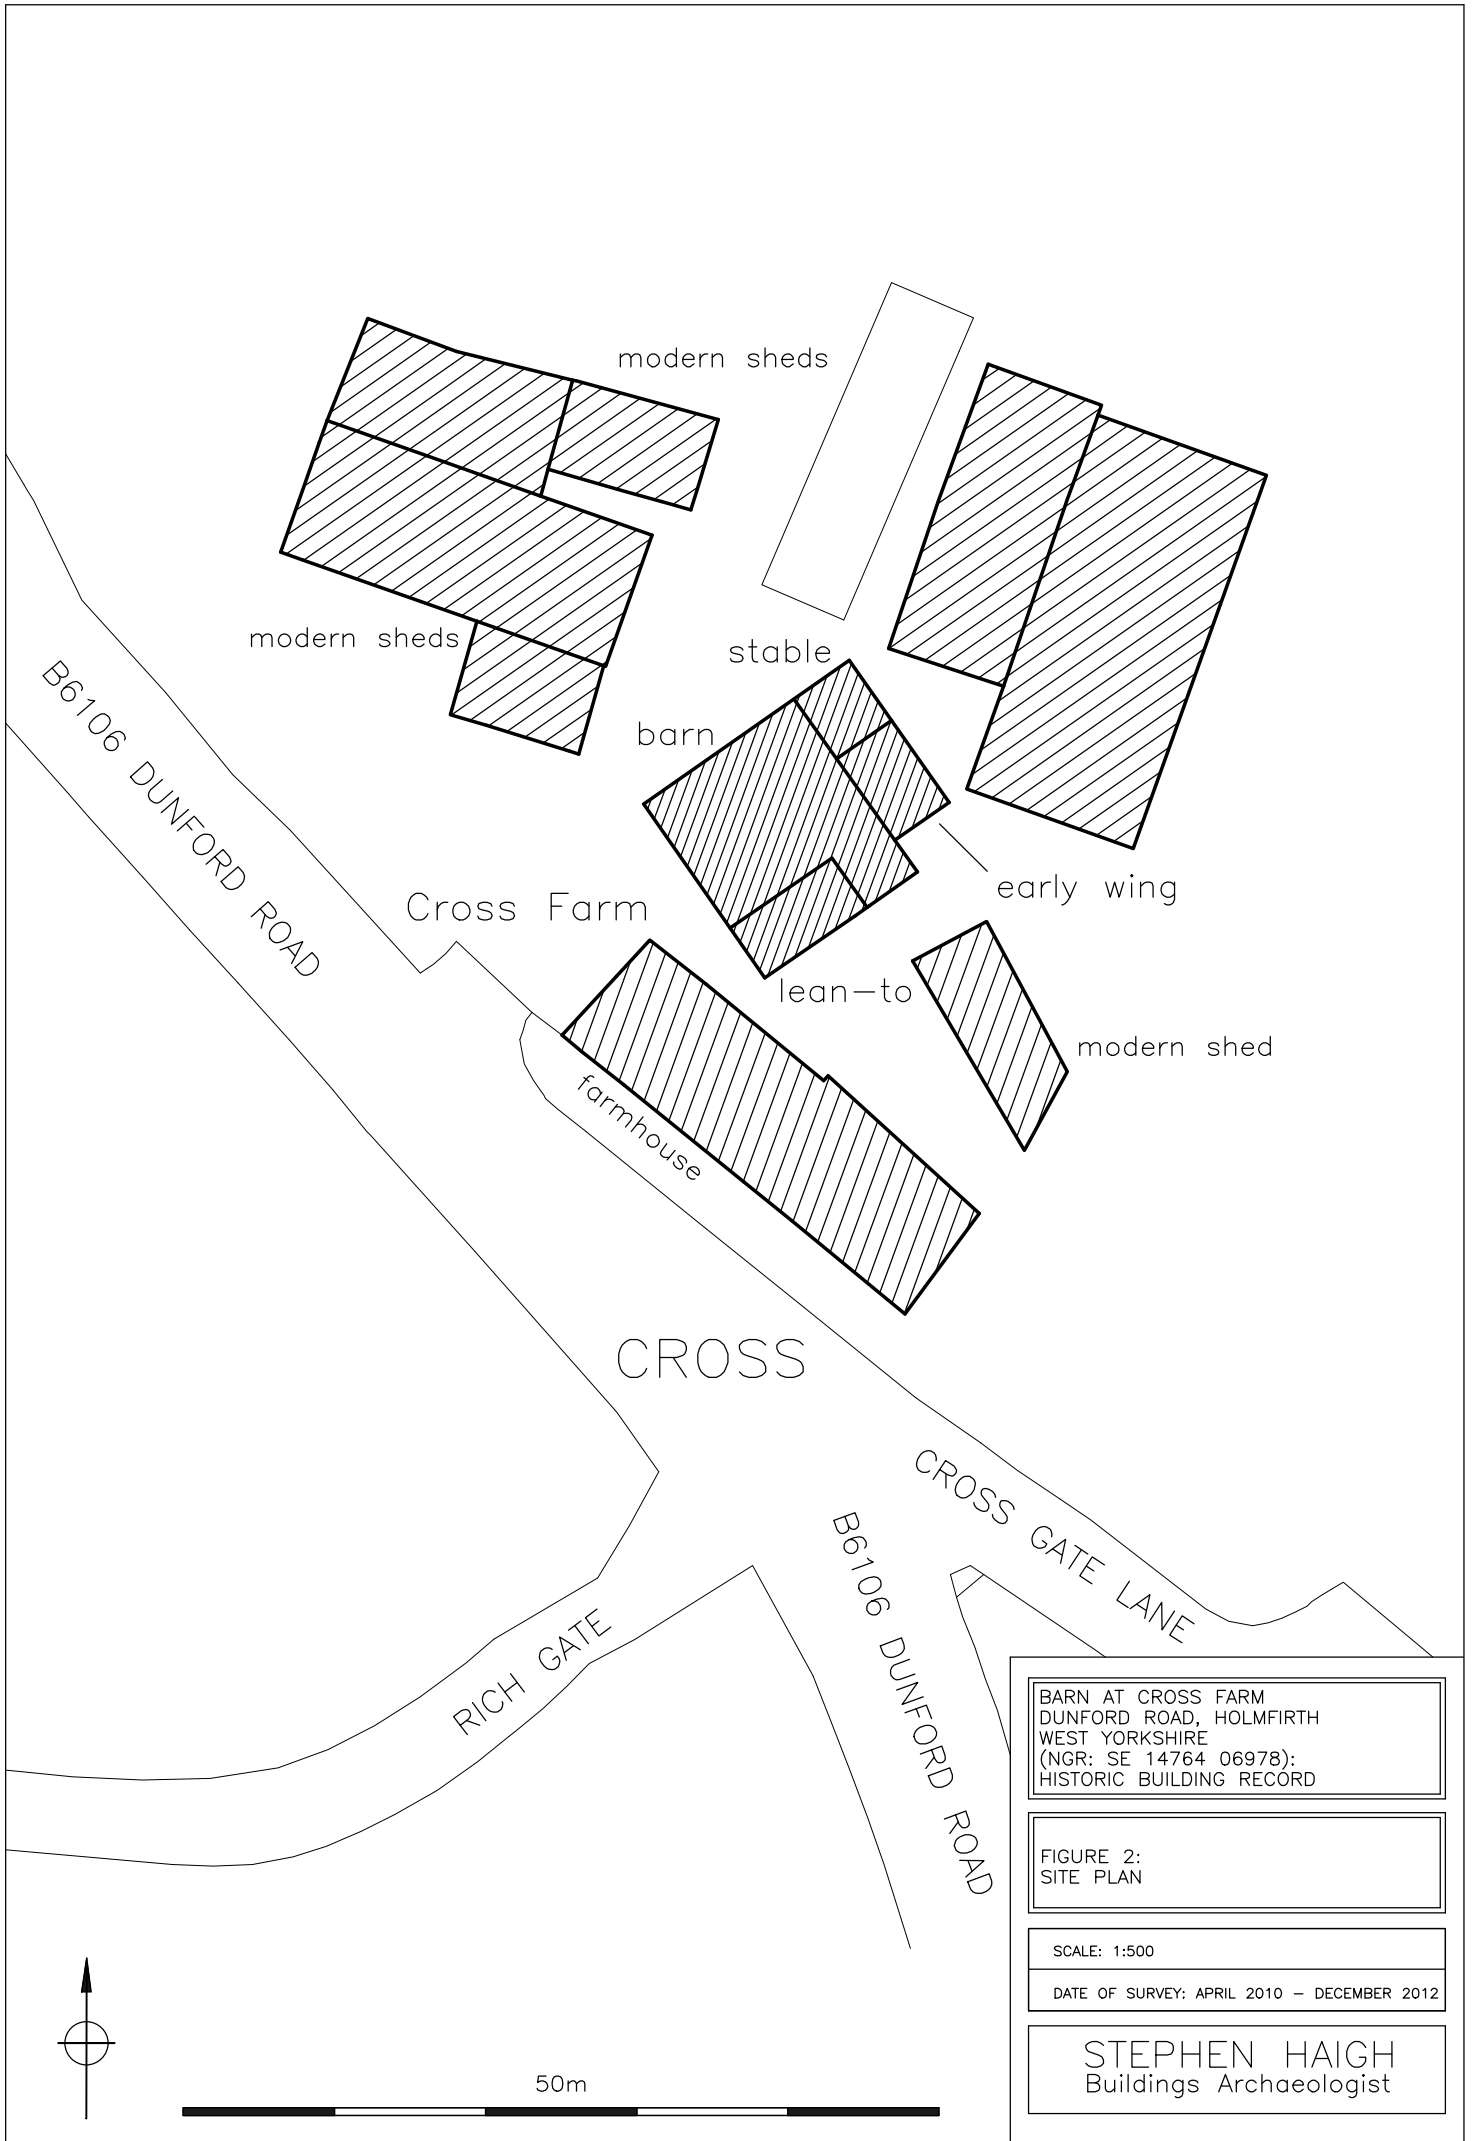 modern sheds
modern sheds
stable
barn
B6106 DUNFORD ROAD
early wing
Cross Farm
lean-to
modern shed
farmhouse
CROSS
CROSS GATE LANE
B6106 DUNFORD ROAD
RICH GATE
BARN AT CROSS FARM
DUNFORD ROAD, HOLMFIRTH
WEST YORKSHIRE
(NGR: SE 14764 06978):
HISTORIC BUILDING RECORD
FIGURE 2:
SITE PLAN
SCALE: 1:500
DATE OF SURVEY: APRIL 2010 – DECEMBER 2012
STEPHEN HAIGH
Buildings Archaeologist
50m